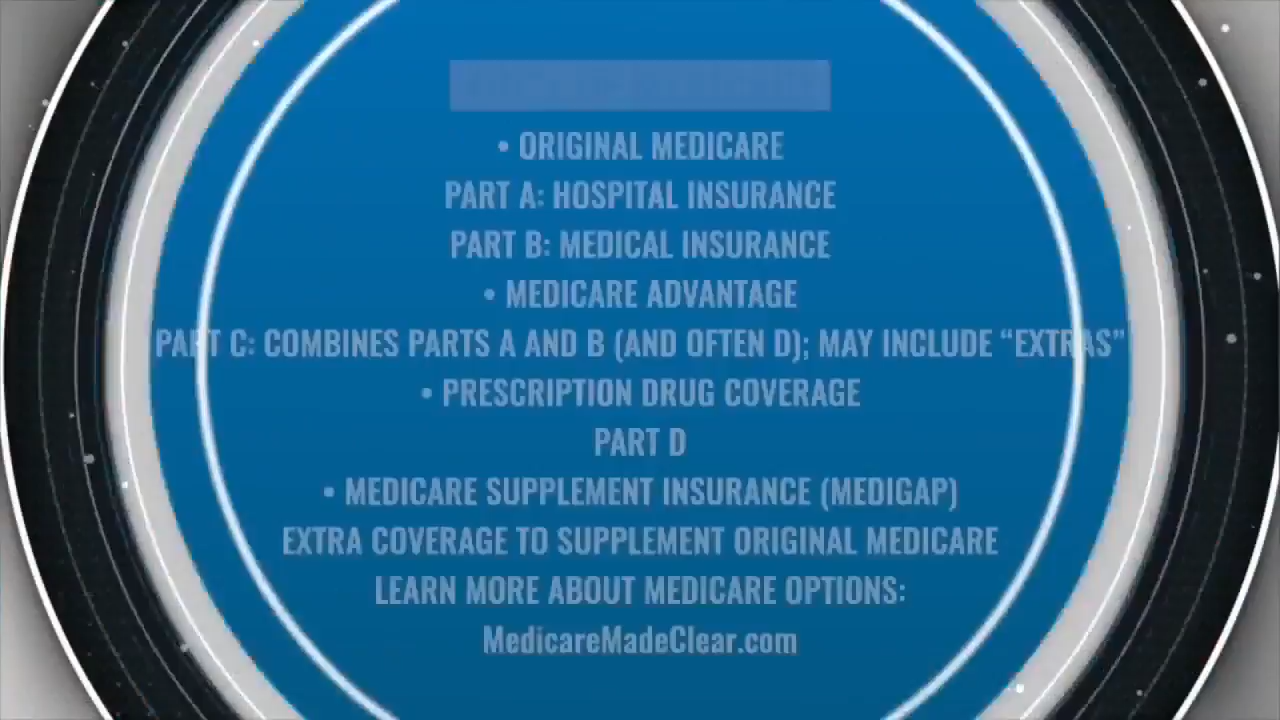 • ORIGINAL MEDICARE
PART A: HOSPITAL INSURANCE
PART B: MEDICAL INSURANCE
• MEDICARE ADVANTAGE
PART C: COMBINES PARTS A AND B (AND OFTEN D); MAY INCLUDE “EXTRAS”
• PRESCRIPTION DRUG COVERAGE
PART D
• MEDICARE SUPPLEMENT INSURANCE (MEDIGAP)
EXTRA COVERAGE TO SUPPLEMENT ORIGINAL MEDICARE
LEARN MORE ABOUT MEDICARE OPTIONS:
MedicareMadeClear.com